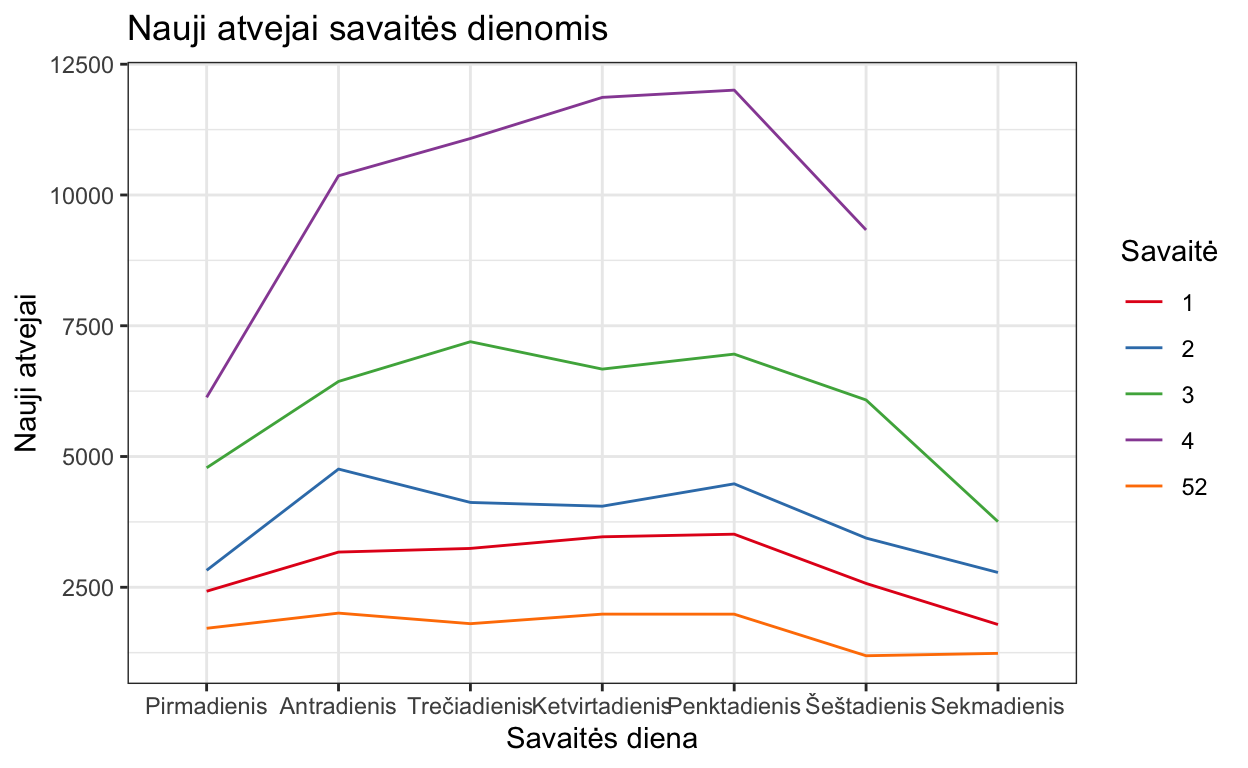 Nauji atvejai savaitės dienomis
12500
10000
7500
5000
2500
Nauji atvejai
Pirmadienis Antradienis Trečiadienis Ketvirtadienis Penktadienis Šeštadienis Sekmadienis
Savaitės diena
Savaitė
1
2
3
4
52